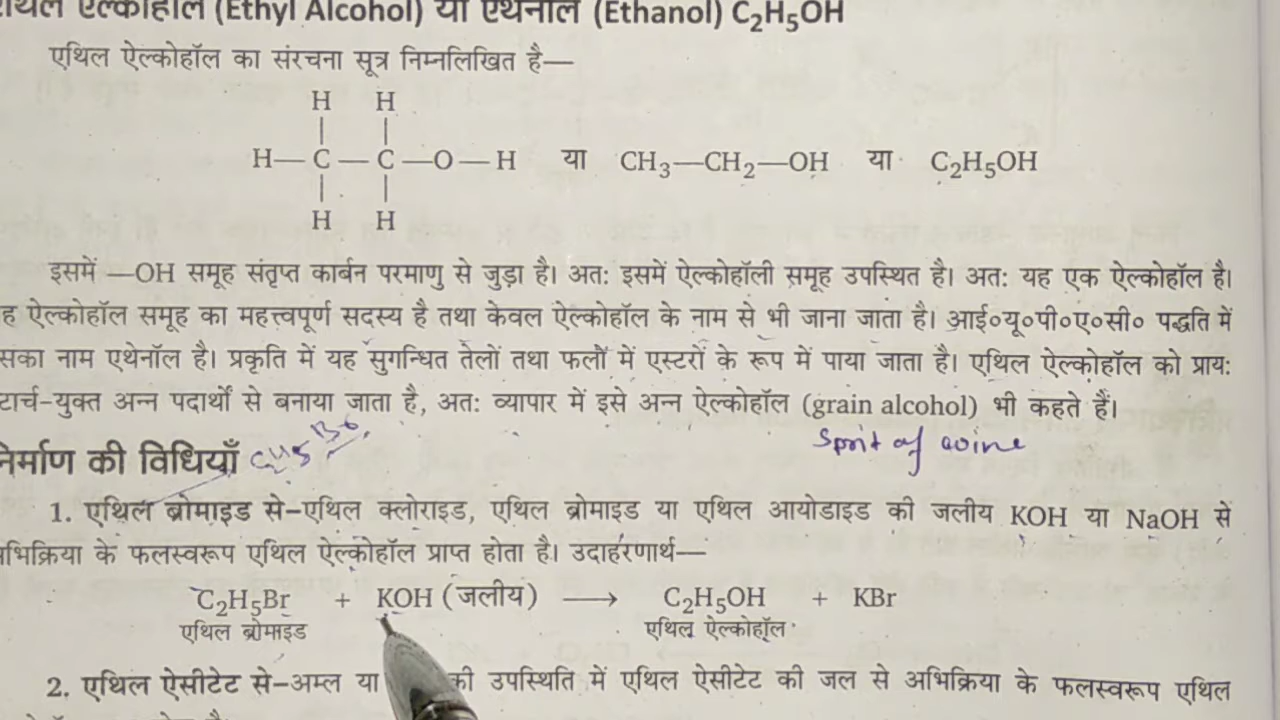 ऐल्कोहॉल (Ethyl Alcohol) या एथेनॉल (Ethanol) C₂H₅OH
एथिल ऐल्कोहॉल का संरचना सूत्र निम्नलिखित है—
H H
H—C—C—O—H या CH₃—CH₂—OH या C₂H₅OH
H H
इसमें —OH समूह संतृप्त कार्बन परमाणु से जुड़ा है। अतः इसमें ऐल्कोहॉली समूह उपस्थित है। अतः यह एक ऐल्कोहॉल है।
ऐल्कोहॉल समूह का महत्त्वपूर्ण सदस्य है तथा केवल ऐल्कोहॉल के नाम से भी जाना जाता है। आई०यू०पी०ए०सी० पद्धति में
नाम एथेनॉल है। प्रकृति में यह सुगन्धित तेलों तथा फलों में एस्टरों के रूप में पाया जाता है। एथिल ऐल्कोहॉल को प्रायः
टार्च-युक्त अन्न पदार्थों से बनाया जाता है, अतः व्यापार में इसे अन्न ऐल्कोहॉल (grain alcohol) भी कहते हैं।
Sprit of wine
निर्माण की विधियाँ
1. एथिल ब्रोमाइड से–एथिल क्लोराइड, एथिल ब्रोमाइड या एथिल आयोडाइड की जलीय KOH या NaOH से
भिक्रिया के फलस्वरूप एथिल ऐल्कोहॉल प्राप्त होता है। उदाहरणार्थ—
C₂H₅Br + KOH (जलीय) ⟶ C₂H₅OH + KBr
एथिल ब्रोमाइड एथिल ऐल्कोहॉल
2. एथिल ऐसीटेट से–अम्ल या की उपस्थिति में एथिल ऐसीटेट की जल से अभिक्रिया के फलस्वरूप एथिल